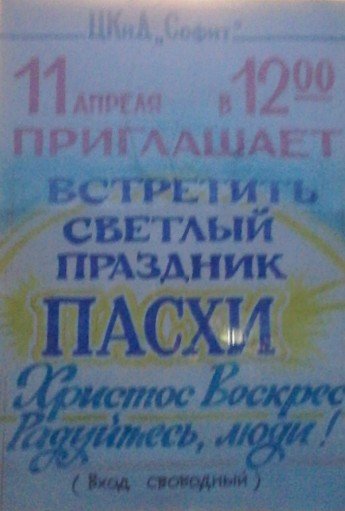 ЦКиД „Софит"
11 АПРЕЛЯ В 12 00
ПРИГЛАШАЕТ
ВСТРЕТИТЬ
СВЕТЛЫЙ
ПРАЗДНИК
ПАСХИ
Христос Воскрес
Радуйтесь, люди!
(Вход свободный)